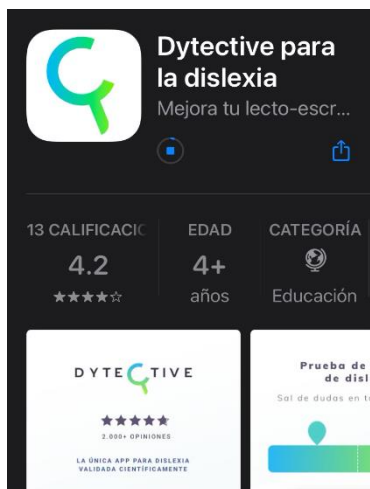 Dytective para
la dislexia
Mejora tu lecto-escr...
13 CALIFICACIC
EDAD
CATEGORÍA
4.2
4+
años
Educación
DYTECTIVE
2.000+ OPINIONES
LA ÚNICA APP PARA DISLEXIA
VALIDADA CIENTÍFICAMENTE
Prueba de
de disl
Sal de dudas en t